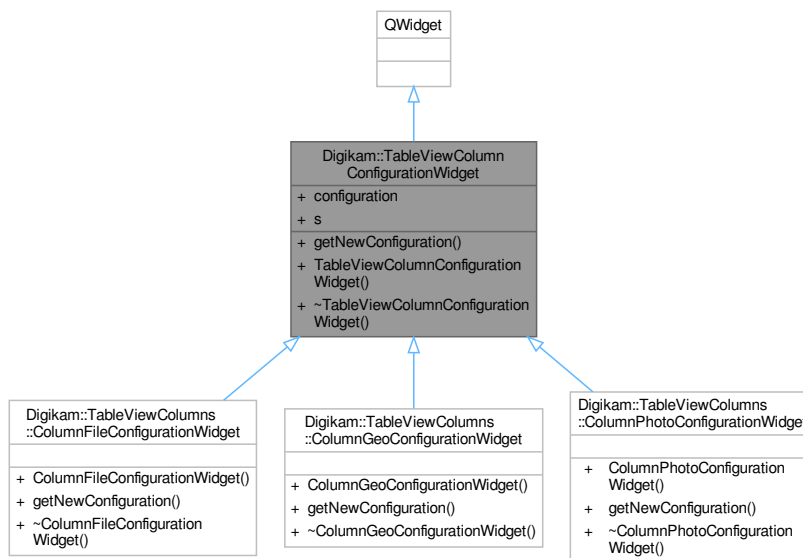 QWidget
Digikam::TableViewColumn
ConfigurationWidget
+ configuration
+ s
+ getNewConfiguration()
+ TableViewColumnConfiguration
Widget()
+ ~TableViewColumnConfiguration
Widget()
Digikam::TableViewColumns
::ColumnFileConfigurationWidget
+ ColumnFileConfigurationWidget()
+ getNewConfiguration()
+ ~ColumnFileConfiguration
Widget()
Digikam::TableViewColumns
::ColumnGeoConfigurationWidget
+ ColumnGeoConfigurationWidget()
+ getNewConfiguration()
+ ~ColumnGeoConfigurationWidget()
Digikam::TableViewColumns
::ColumnPhotoConfigurationWidget
+ ColumnPhotoConfiguration
Widget()
+ getNewConfiguration()
+ ~ColumnPhotoConfiguration
Widget()